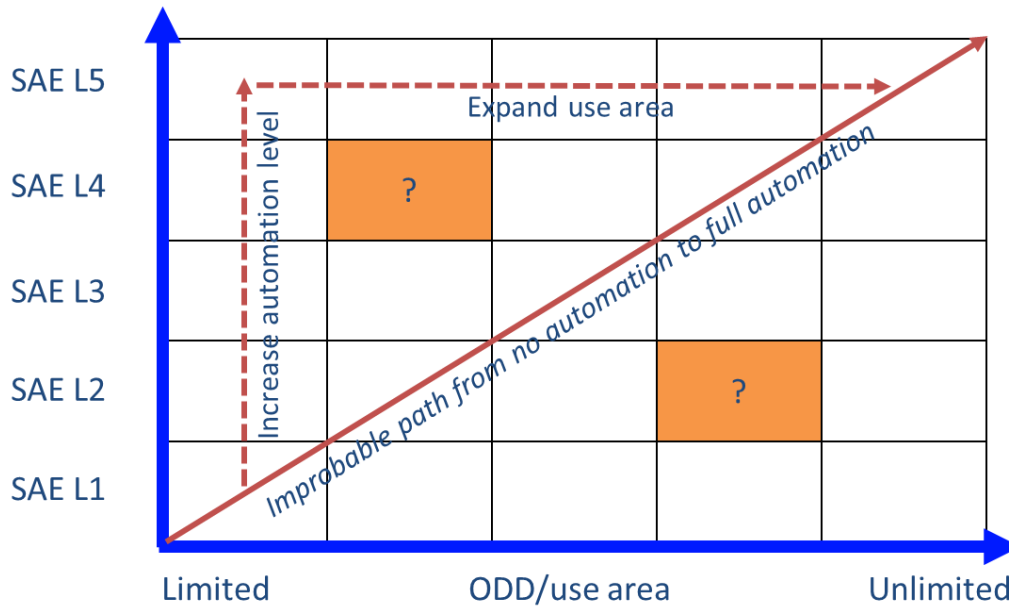 SAE L5
Expand use area
SAE L4
?
Increase automation level
Improbable path from no automation to full automation
SAE L3
SAE L2
?
SAE L1
Limited
ODD/use area
Unlimited